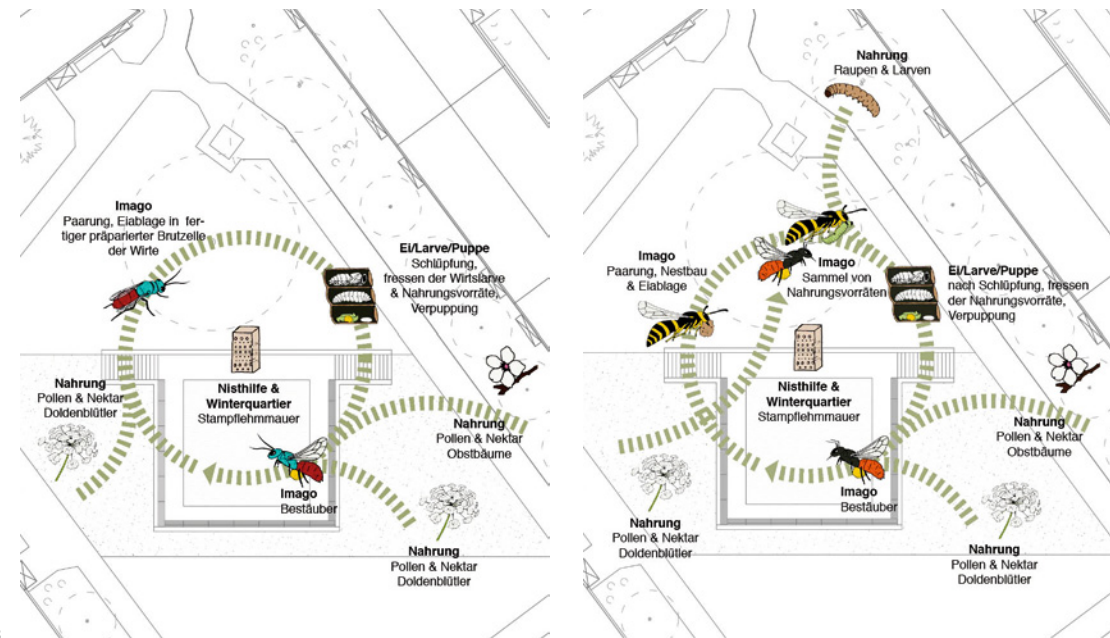 Imago
Paarung, Eiablage in fer-
tiger präparierter Brutzelle
der Wirte
Ei/Larve/Puppe
Schlüpfung,
fressen der Wirtslarve
& Nahrungsvorräte,
Verpuppung
Nahrung
Pollen & Nektar
Doldenblütler
Nisthilfe &
Winterquartier
Stampflehmmauer
Nahrung
Pollen & Nektar
Obstbäume
Imago
Bestäuber
Nahrung
Pollen & Nektar
Doldenblütler
Nahrung
Raupen & Larven
Imago
Paarung, Nestbau
& Eiablage
Imago
Sammel von
Nahrungsvorräten
Ei/Larve/Puppe
nach Schlüpfung, fressen
der Nahrungsvorräte,
Verpuppung
Nisthilfe &
Winterquartier
Stampflehmmauer
Nahrung
Pollen & Nektar
Obstbäume
Imago
Bestäuber
Nahrung
Pollen & Nektar
Doldenblütler
Nahrung
Pollen & Nektar
Doldenblütler